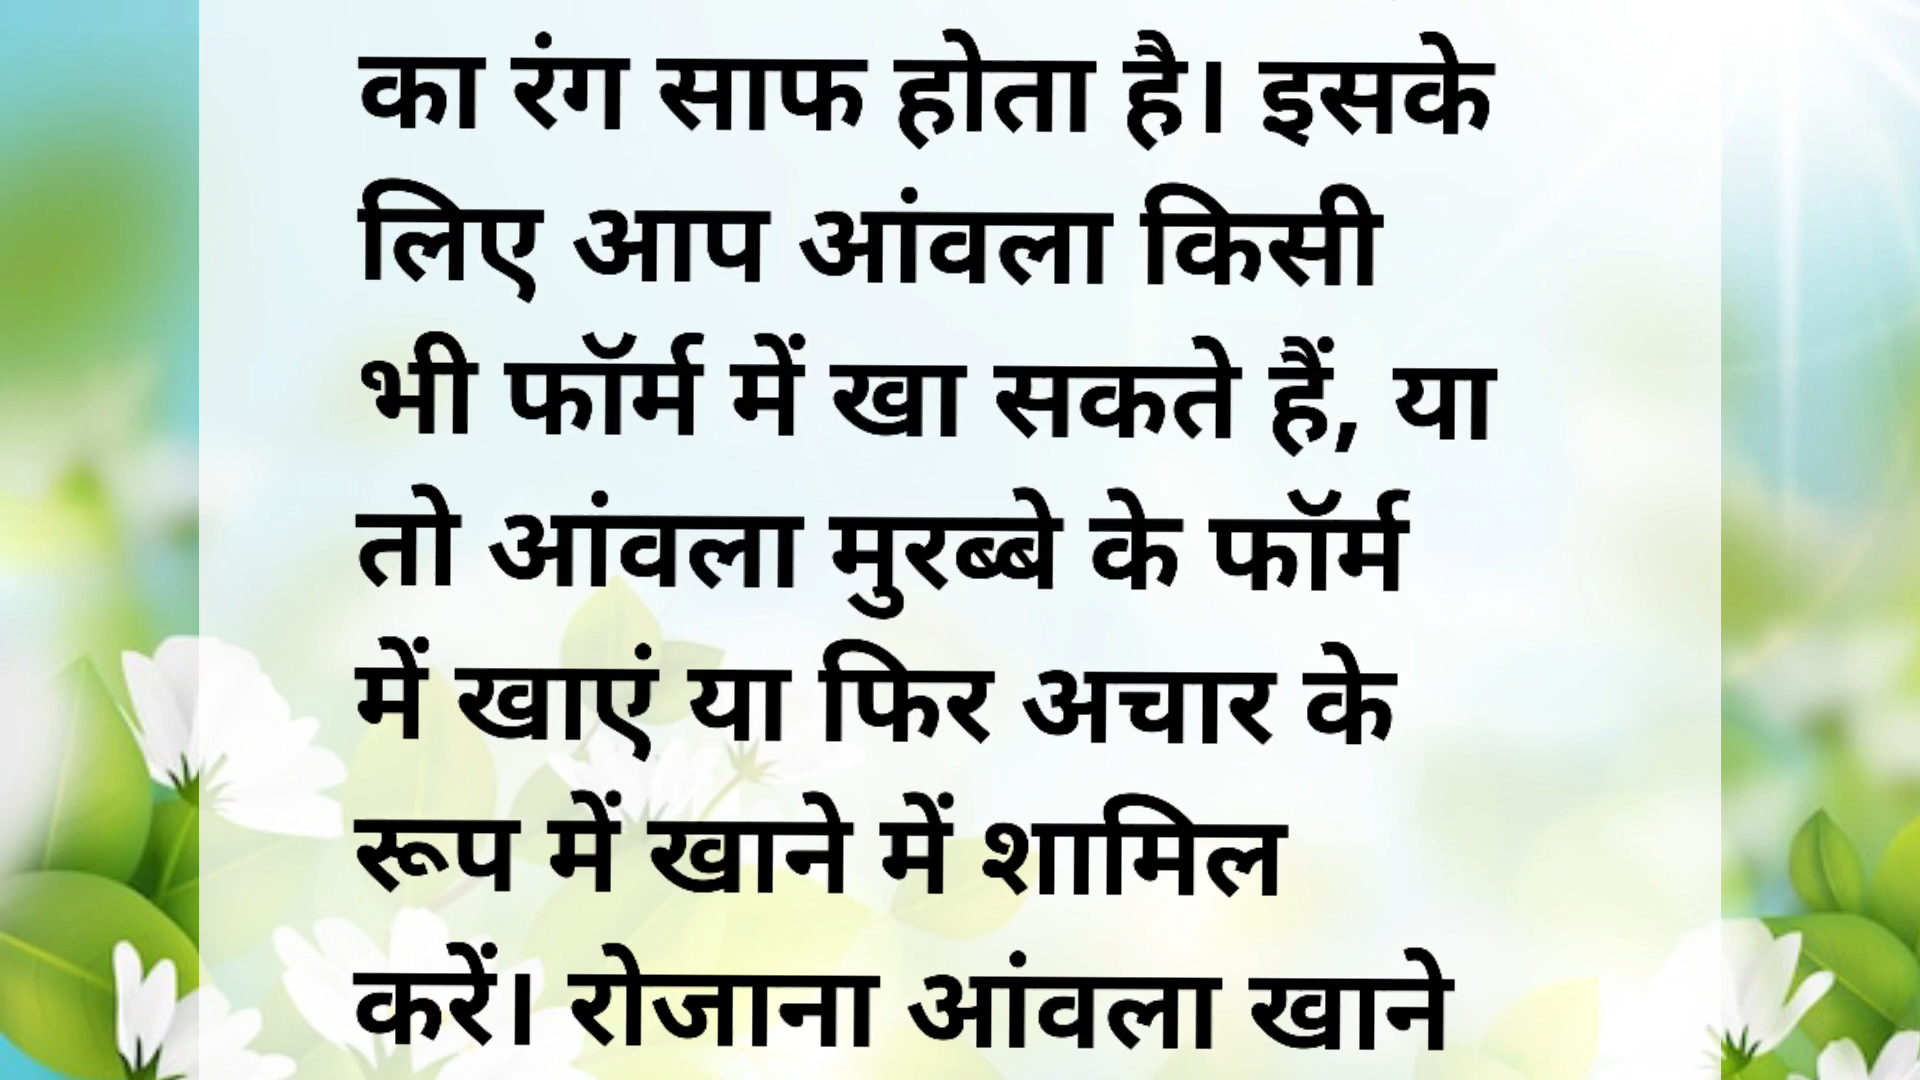 का रंग साफ होता है। इसके
लिए आप आंवला किसी
भी फॉर्म में खा सकते हैं, या
तो आंवला मुरब्बे के फॉर्म
में खाएं या फिर अचार के
रूप में खाने में शामिल
करें। रोजाना आंवला खाने